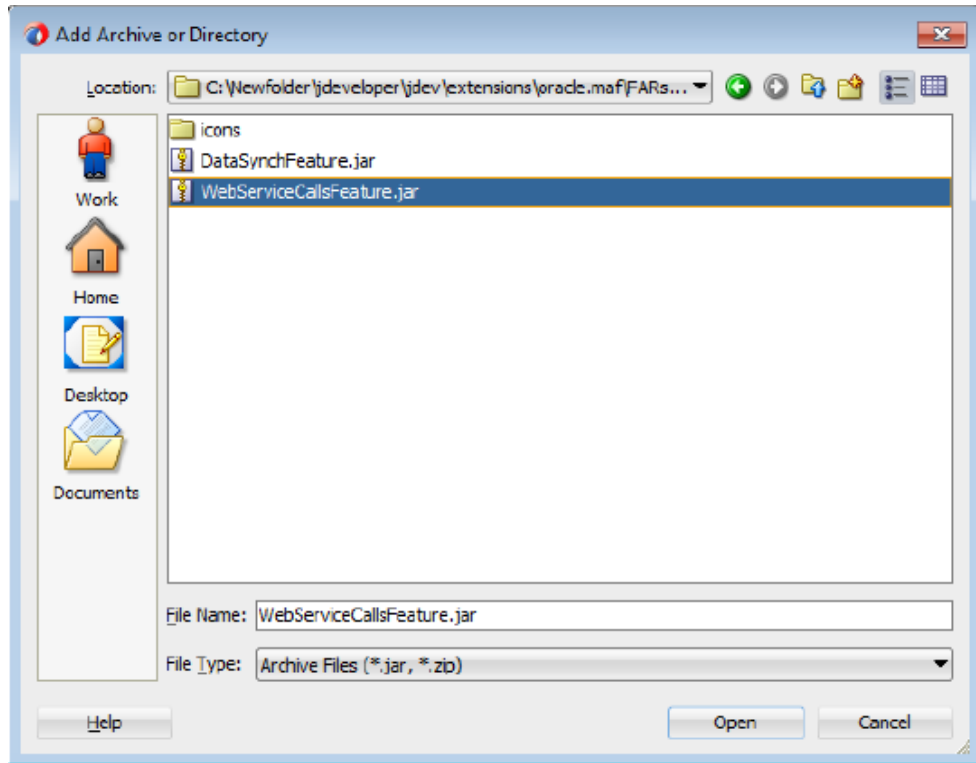 Add Archive or Directory
Location: C:\Newfolder\jdeveloper\jdev\extensions\oracle.maf\FARs...
icons
DataSynchFeature.jar
WebServiceCallsFeature.jar
Work
Home
Desktop
Documents
File Name: WebServiceCallsFeature.jar
File Type: Archive Files (*.jar, *.zip)
Help Open Cancel